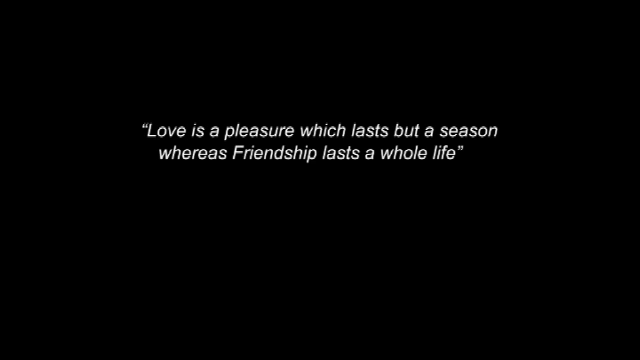 “Love is a pleasure which lasts but a season
whereas Friendship lasts a whole life”